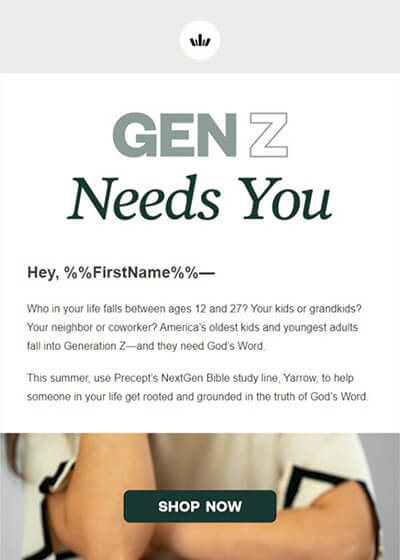 GEN Z
Needs You
Hey, %%FirstName%%—
Who in your life falls between ages 12 and 27? Your kids or grandkids?
Your neighbor or coworker? America's oldest kids and youngest adults
fall into Generation Z—and they need God's Word.
This summer, use Precept's NextGen Bible study line, Yarrow, to help
someone in your life get rooted and grounded in the truth of God's Word.
SHOP NOW